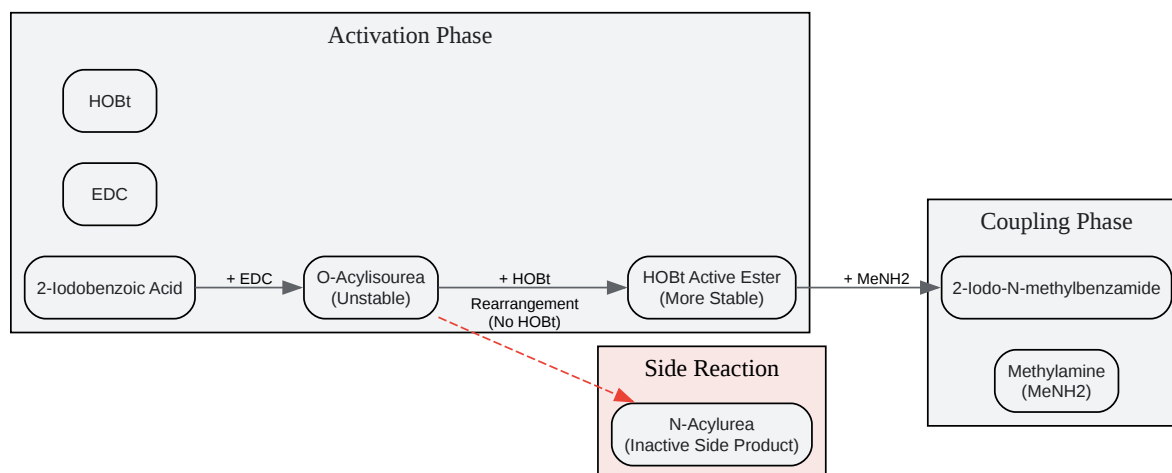 Activation Phase
HOBt
EDC
2-Iodobenzoic Acid
+ EDC
O-Acylisourea
(Unstable)
+ HOBt
Rearrangement
(No HOBt)
HOBt Active Ester
(More Stable)
+ MeNH2
Coupling Phase
2-Iodo-N-methylbenzamide
Methylamine
(MeNH2)
Side Reaction
N-Acylurea
(Inactive Side Product)